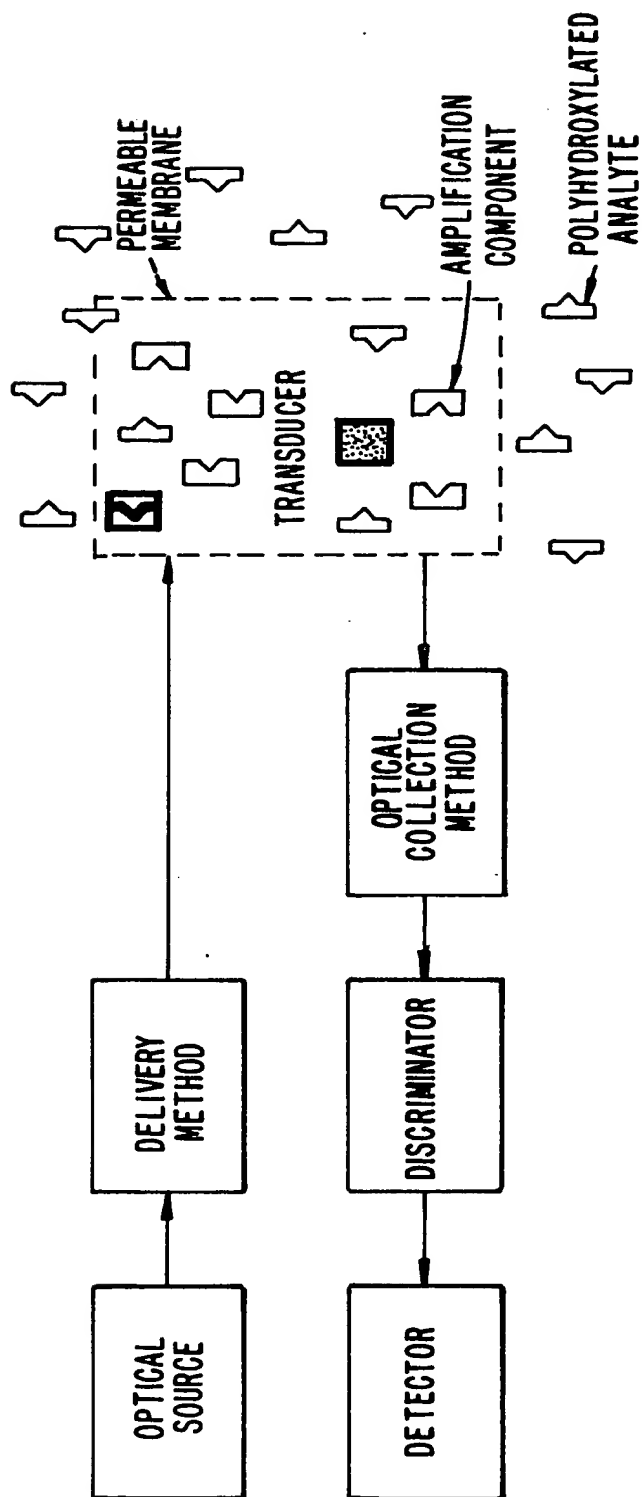 OPTICAL
SOURCE
DELIVERY
METHOD
TRANSDUCER
PERMEABLE
MEMBRANE
AMPLIFICATION
COMPONENT
POLYHYDROXYLATED
ANALYTE
DETECTOR
DISCRIMINATOR
OPTICAL
COLLECTION
METHOD